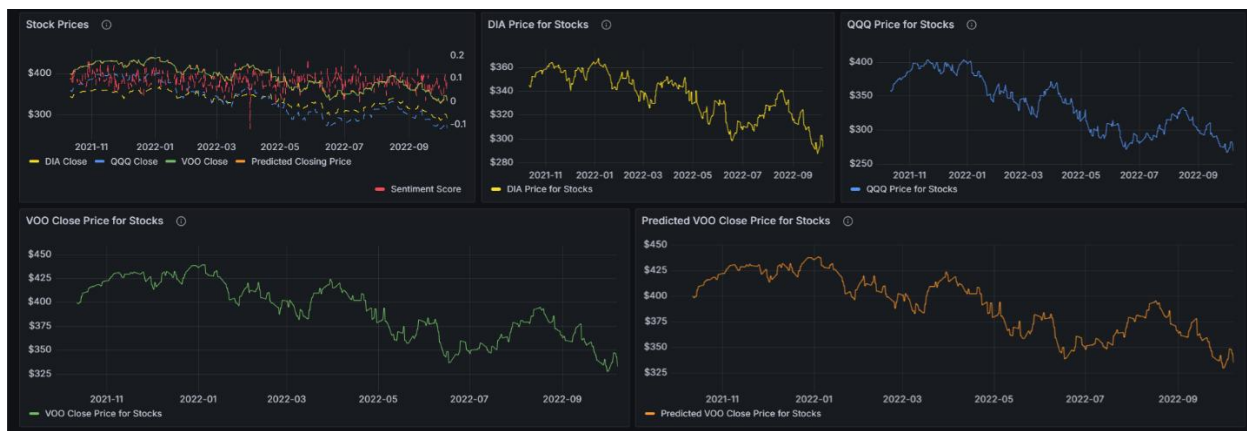 Stock Prices
$400
$300
0.2
0.1
0
-0.1
2021-11 2022-01 2022-03 2022-05 2022-07 2022-09
DIA Close QQQ Close VOO Close Predicted Closing Price
Sentiment Score
DIA Price for Stocks
$360
$340
$320
$300
$280
2021-11 2022-01 2022-03 2022-05 2022-07 2022-09
DIA Price for Stocks
QQQ Price for Stocks
$400
$350
$300
$250
2021-11 2022-01 2022-03 2022-05 2022-07 2022-09
QQQ Price for Stocks
VOO Close Price for Stocks
$450
$425
$400
$375
$350
$325
2021-11 2022-01 2022-03 2022-05 2022-07 2022-09
VOO Close Price for Stocks
Predicted VOO Close Price for Stocks
$450
$425
$400
$375
$350
$325
2021-11 2022-01 2022-03 2022-05 2022-07 2022-09
Predicted VOO Close Price for Stocks